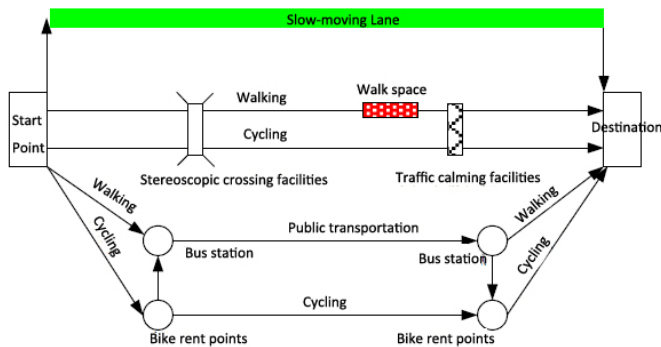 Slow-moving Lane
Walk space
Walking
Start
Point
Destination
Cycling
Stereoscopic crossing facilities
Traffic calming facilities
Walking
Walking
Cycling
Public transportation
Cycling
Bus station
Bus station
Cycling
Bike rent points
Bike rent points